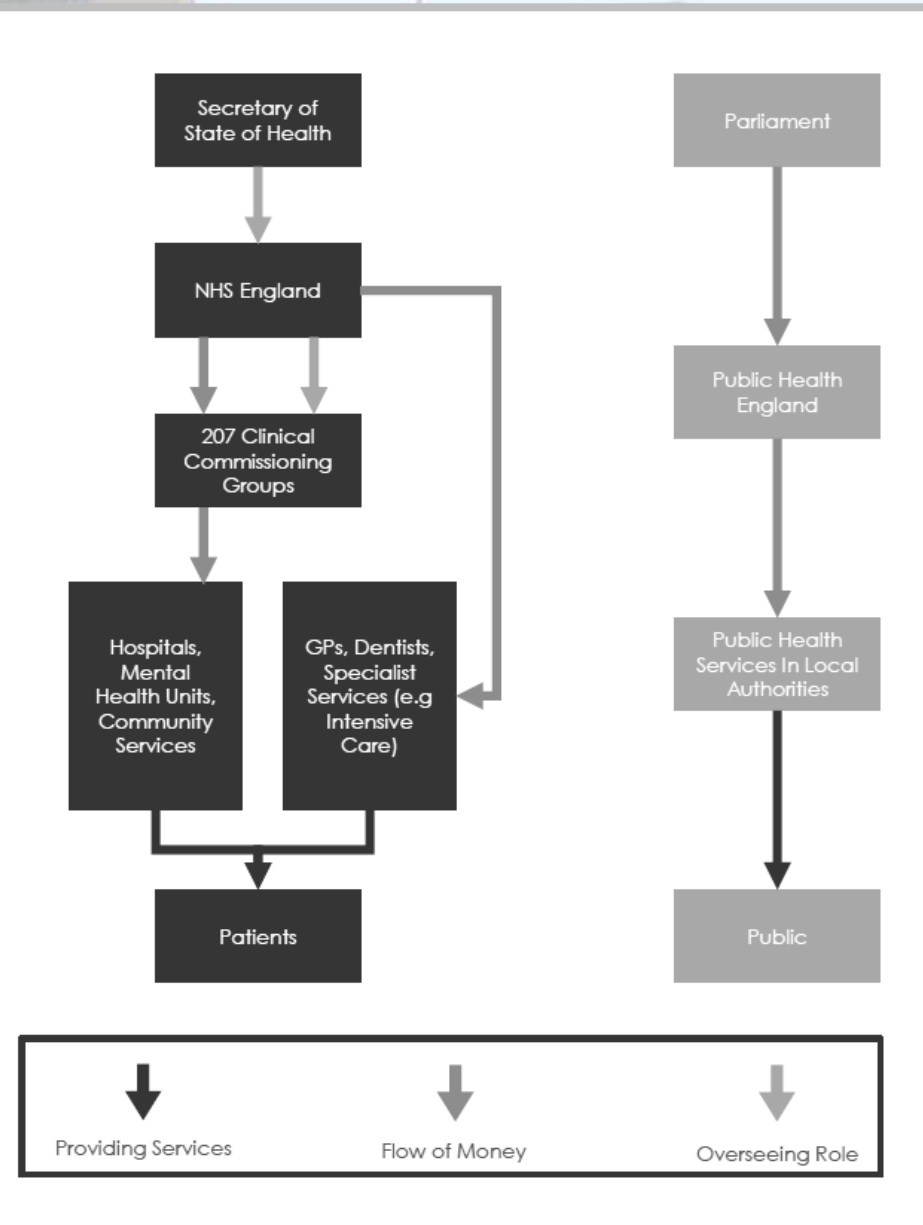 Secretary of
State of Health
Parliament
NHS England
Public Health
England
207 Clinical
Commissioning
Groups
Hospitals,
Mental
Health Units,
Community
Services
GPs, Dentists,
Specialist
Services (e.g
Intensive
Care)
Public Health
Services In Local
Authorities
Patients
Public
Providing Services
Flow of Money
Overseeing Role